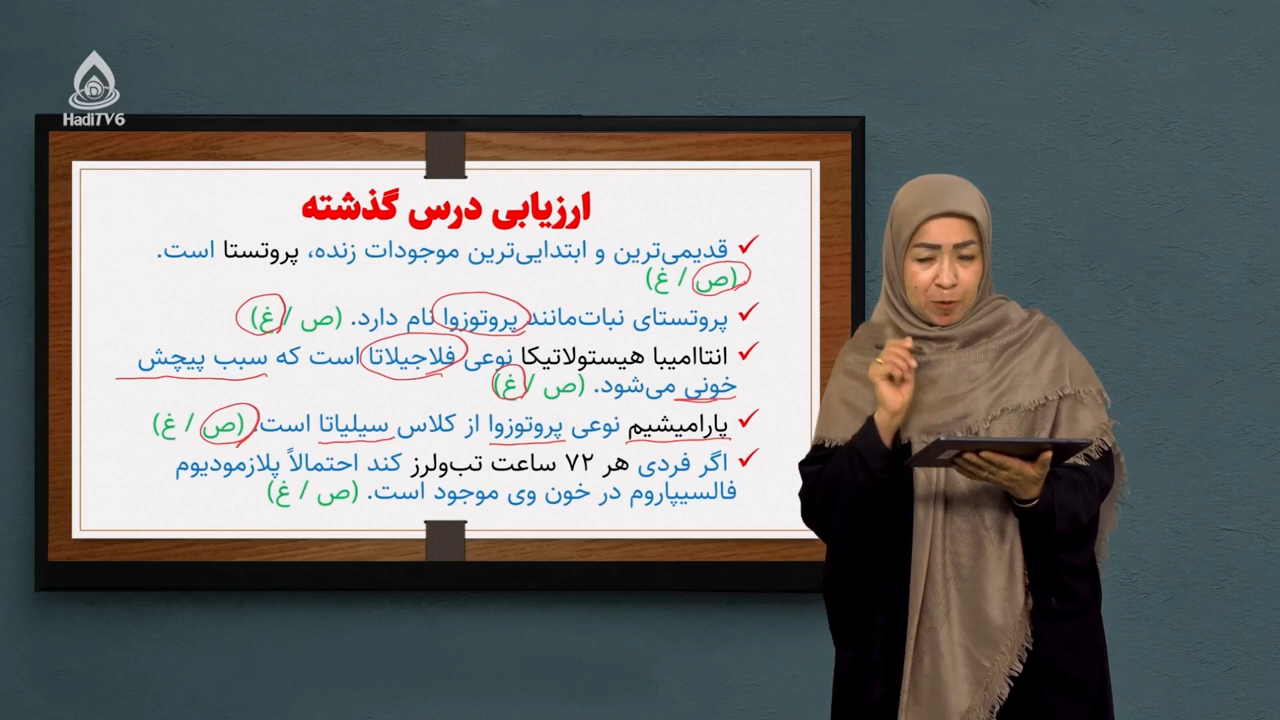 HadiTV6
ارزیابی درس گذشته
قدیمی‌ترین و ابتدایی‌ترین موجودات زنده، پروتستا است.
(ص / غ)
پروتستای نبات‌مانند پروتوزوا نام دارد. (ص / غ)
انتاامیبا هیستولاتیکا نوعی فلاجیلاتا است که سبب پیچش
خونی می‌شود. (ص / غ)
پارامیشیم نوعی پروتوزوا از کلاس سیلیاتا است. (ص / غ)
اگر فردی هر ۷۲ ساعت تب‌ولرز کند احتمالاً پلازمودیوم
فالسیپاروم در خون وی موجود است. (ص / غ)